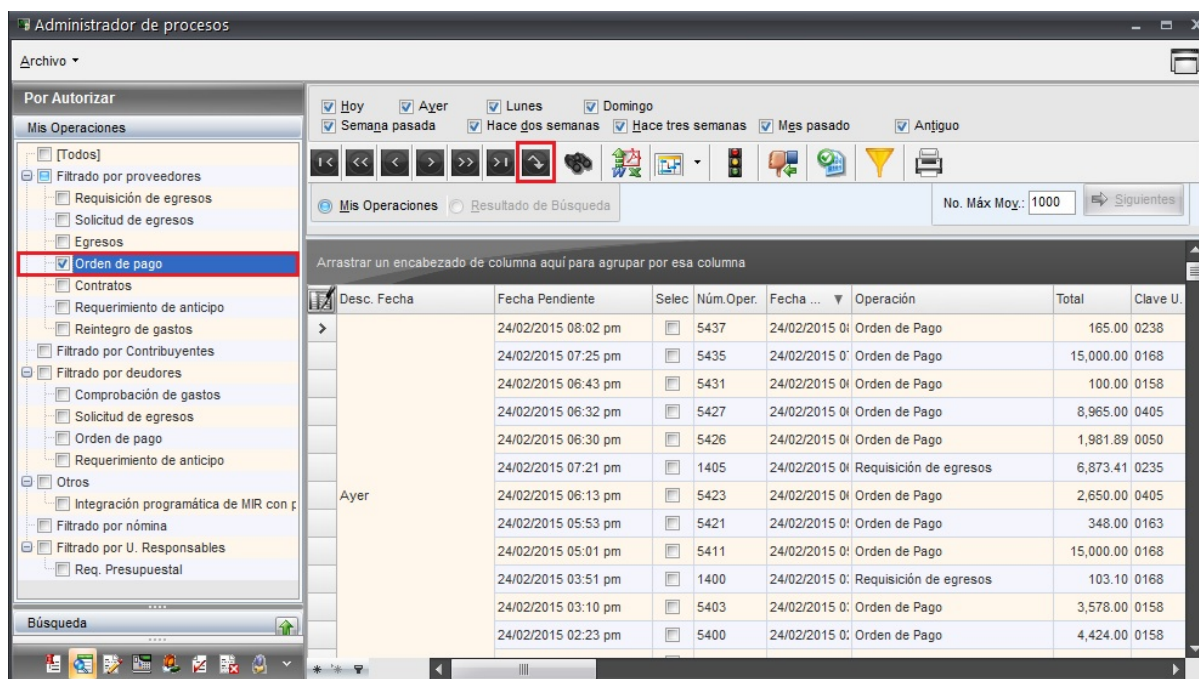 Administrador de procesos
Archivo
Por Autorizar
Mis Operaciones
[Todos]
Filtrado por proveedores
Requisición de egresos
Solicitud de egresos
Egresos
Orden de pago
Contratos
Requerimiento de anticipo
Reintegro de gastos
Filtrado por Contribuyentes
Filtrado por deudores
Comprobación de gastos
Solicitud de egresos
Orden de pago
Requerimiento de anticipo
Otros
Integración programática de MIR con p
Filtrado por nómina
Filtrado por U. Responsables
Req. Presupuestal
Búsqueda
Hoy Ayer Lunes Domingo
Semana pasada Hace dos semanas Hace tres semanas Mes pasado Antiguo
Mis Operaciones Resultado de Búsqueda No. Máx Mov.: 1000 Siguientes
Arrastrar un encabezado de columna aquí para agrupar por esa columna
Desc. Fecha Fecha Pendiente Selec Núm.Oper. Fecha ... Operación Total Clave U.
Ayer
24/02/2015 08:02 pm 5437 24/02/2015 Orden de Pago 165.00 0238
24/02/2015 07:25 pm 5435 24/02/2015 Orden de Pago 15,000.00 0168
24/02/2015 06:43 pm 5431 24/02/2015 Orden de Pago 100.00 0158
24/02/2015 06:32 pm 5427 24/02/2015 Orden de Pago 8,965.00 0405
24/02/2015 06:30 pm 5426 24/02/2015 Orden de Pago 1,981.89 0050
24/02/2015 07:21 pm 1405 24/02/2015 Requisición de egresos 6,873.41 0235
24/02/2015 06:13 pm 5423 24/02/2015 Orden de Pago 2,650.00 0405
24/02/2015 05:53 pm 5421 24/02/2015 Orden de Pago 348.00 0163
24/02/2015 05:01 pm 5411 24/02/2015 Orden de Pago 15,000.00 0168
24/02/2015 03:51 pm 1400 24/02/2015 Requisición de egresos 103.10 0168
24/02/2015 03:10 pm 5403 24/02/2015 Orden de Pago 3,578.00 0158
24/02/2015 02:23 pm 5400 24/02/2015 Orden de Pago 4,424.00 0158